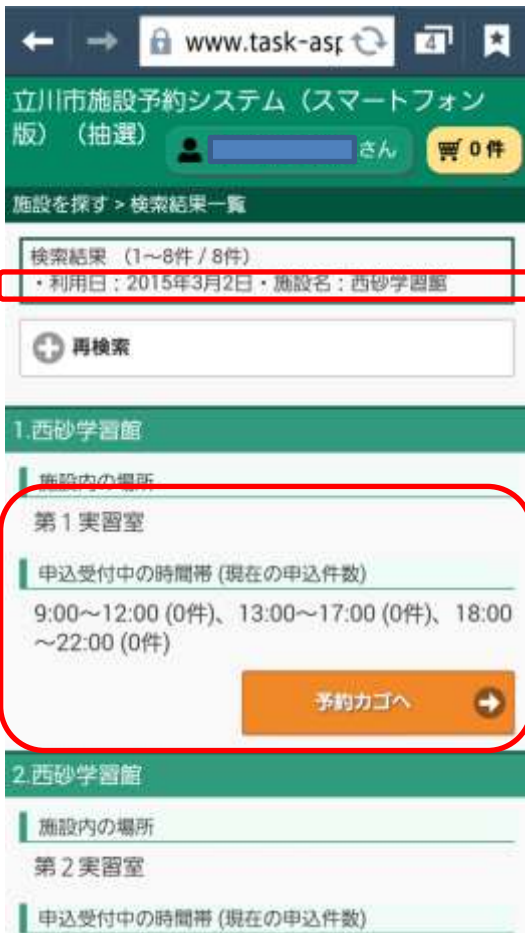 www.task-asp
4
立川市施設予約システム（スマートフォン
版）（抽選）
さん
0件
施設を探す > 検索結果一覧
検索結果 （1～8件 / 8件）
・利用日：2015年3月2日・施設名：西砂学習館
再検索
1.西砂学習館
施設内の場所
第１実習室
申込受付中の時間帯 (現在の申込件数)
9:00～12:00 (0件)、13:00～17:00 (0件)、18:00
～22:00 (0件)
予約カゴへ
2.西砂学習館
施設内の場所
第２実習室
申込受付中の時間帯 (現在の申込件数)